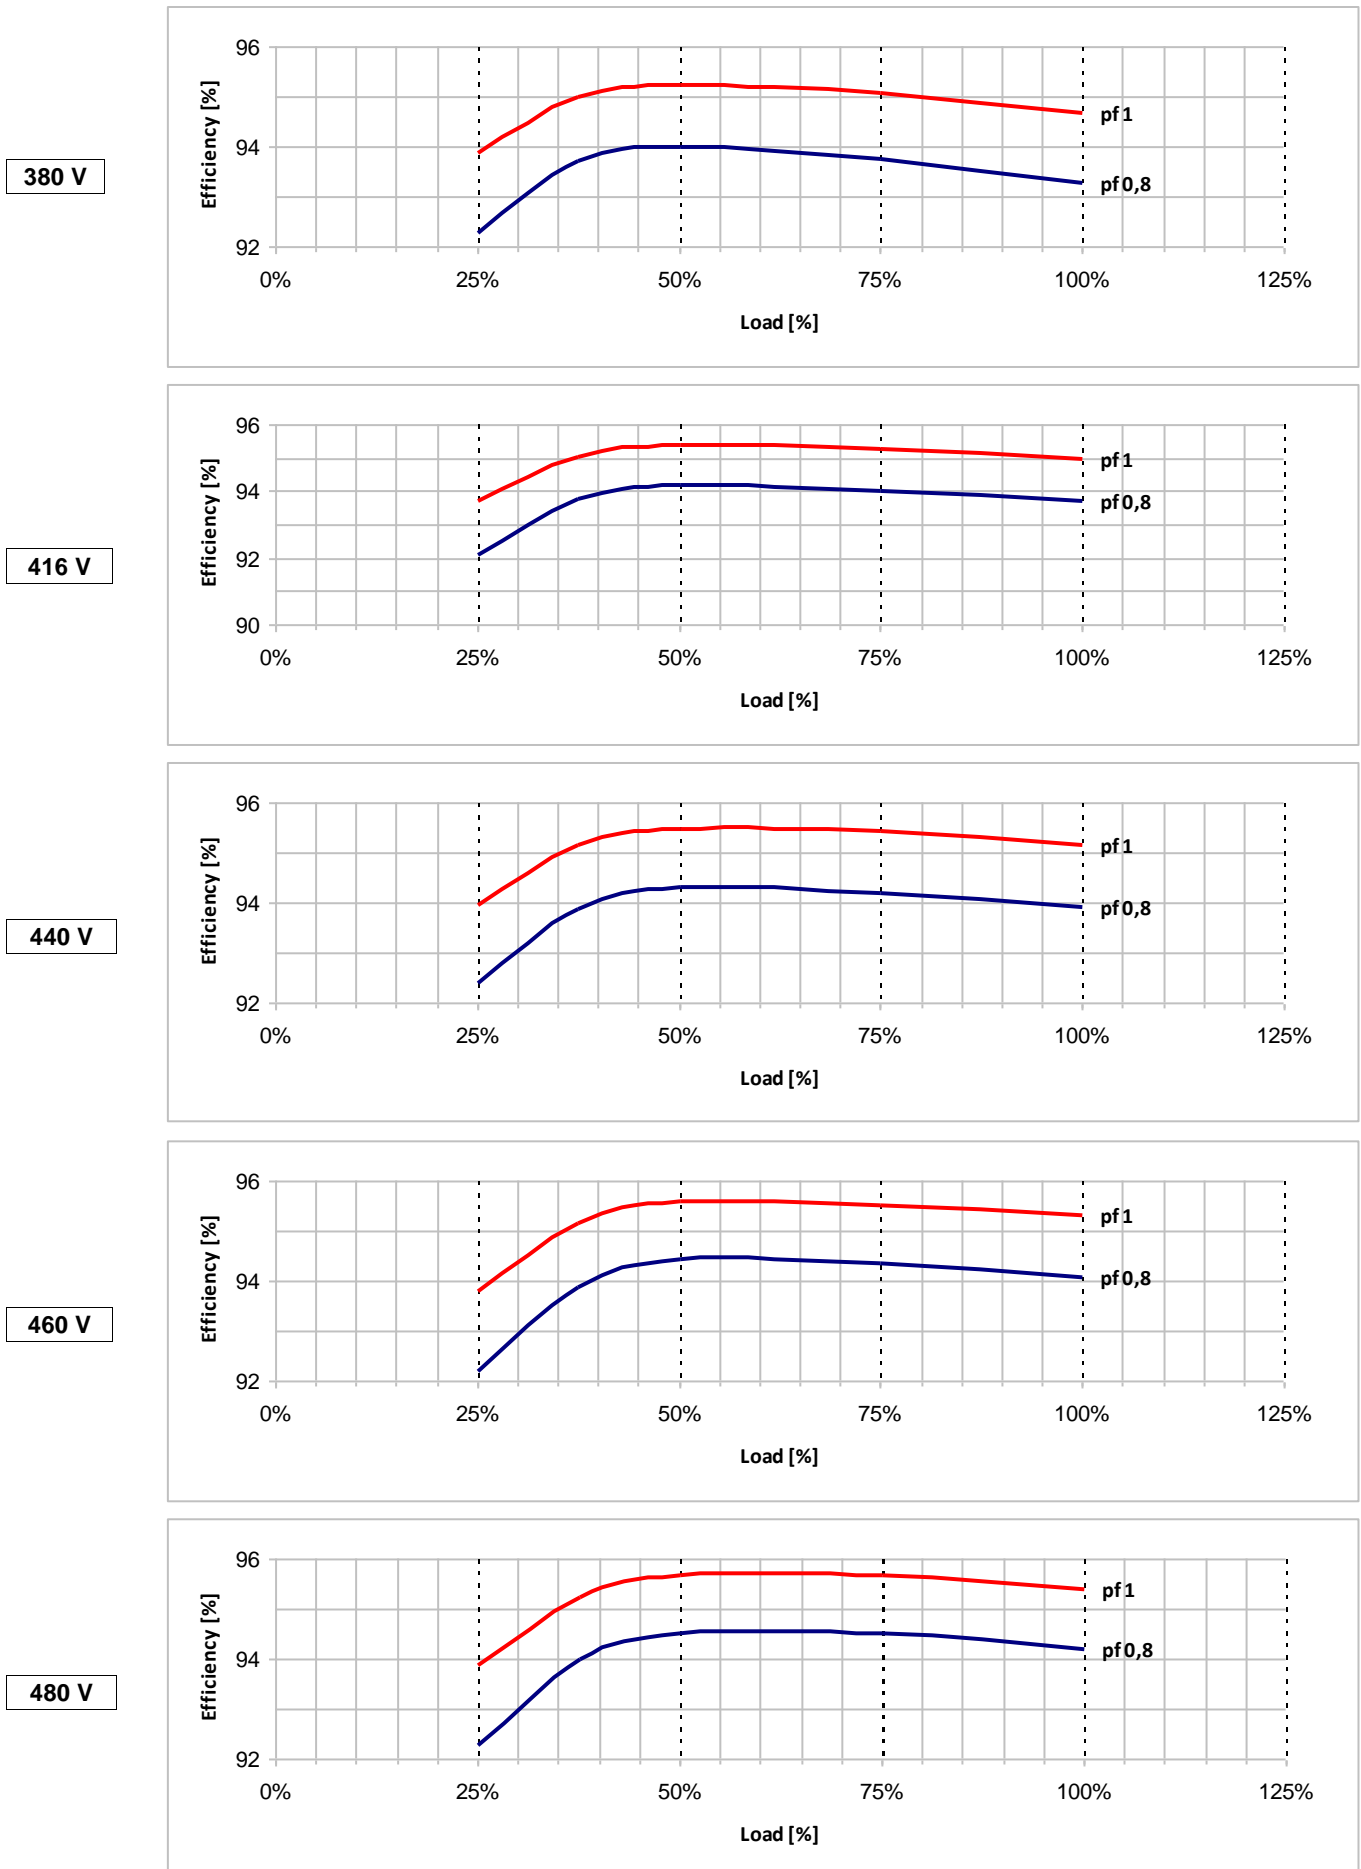 380 V
Efficiency [%]
96
94
92
pf 1
pf 0,8
0% 25% 50% 75% 100% 125%
Load [%]
416 V
Efficiency [%]
96
94
92
90
pf 1
pf 0,8
0% 25% 50% 75% 100% 125%
Load [%]
440 V
Efficiency [%]
96
94
92
pf 1
pf 0,8
0% 25% 50% 75% 100% 125%
Load [%]
460 V
Efficiency [%]
96
94
92
pf 1
pf 0,8
0% 25% 50% 75% 100% 125%
Load [%]
480 V
Efficiency [%]
96
94
92
pf 1
pf 0,8
0% 25% 50% 75% 100% 125%
Load [%]